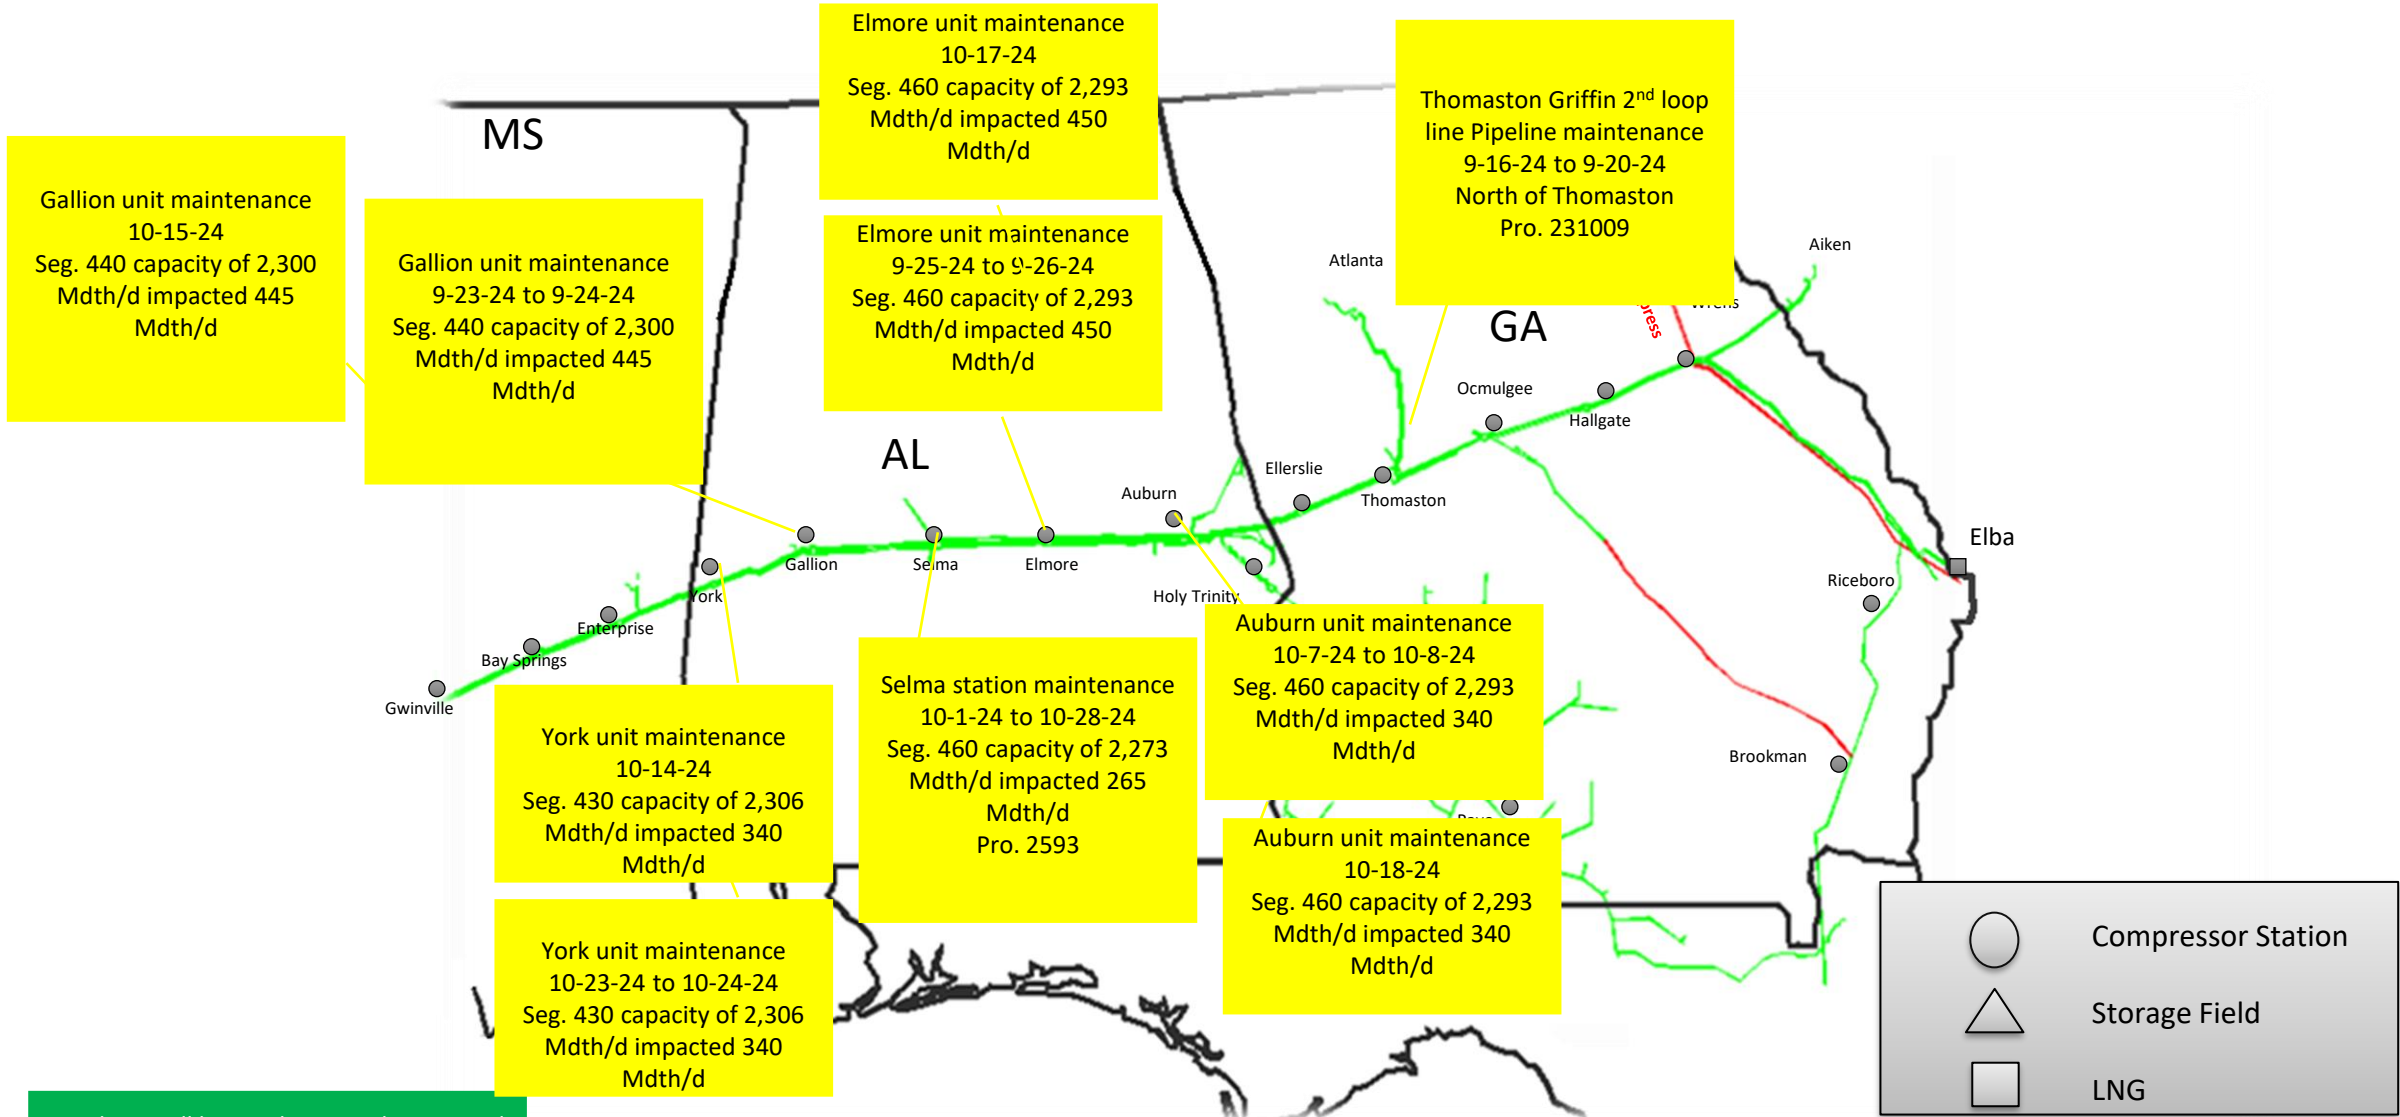 Elmore unit maintenance
10-17-24
Seg. 460 capacity of 2,293
Mdth/d impacted 450
Mdth/d
Thomaston Griffin 2nd loop
line Pipeline maintenance
9-16-24 to 9-20-24
North of Thomaston
Pro. 231009
MS
Gallion unit maintenance
10-15-24
Seg. 440 capacity of 2,300
Mdth/d impacted 445
Mdth/d
Gallion unit maintenance
9-23-24 to 9-24-24
Seg. 440 capacity of 2,300
Mdth/d impacted 445
Mdth/d
Elmore unit maintenance
9-25-24 to 9-26-24
Seg. 460 capacity of 2,293
Mdth/d impacted 450
Mdth/d
Atlanta
Aiken
Wrens
GA
Ocmulgee
Hallgate
AL
Auburn
Ellerslie
Thomaston
Elba
Gallion
Selma
Elmore
Holy Trinity
Riceboro
York
Enterprise
Bay Springs
Gwinville
Brookman
York unit maintenance
10-14-24
Seg. 430 capacity of 2,306
Mdth/d impacted 340
Mdth/d
Selma station maintenance
10-1-24 to 10-28-24
Seg. 460 capacity of 2,273
Mdth/d impacted 265
Mdth/d
Pro. 2593
Auburn unit maintenance
10-7-24 to 10-8-24
Seg. 460 capacity of 2,293
Mdth/d impacted 340
Mdth/d
Auburn unit maintenance
10-18-24
Seg. 460 capacity of 2,293
Mdth/d impacted 340
Mdth/d
York unit maintenance
10-23-24 to 10-24-24
Seg. 430 capacity of 2,306
Mdth/d impacted 340
Mdth/d
Compressor Station
Storage Field
LNG